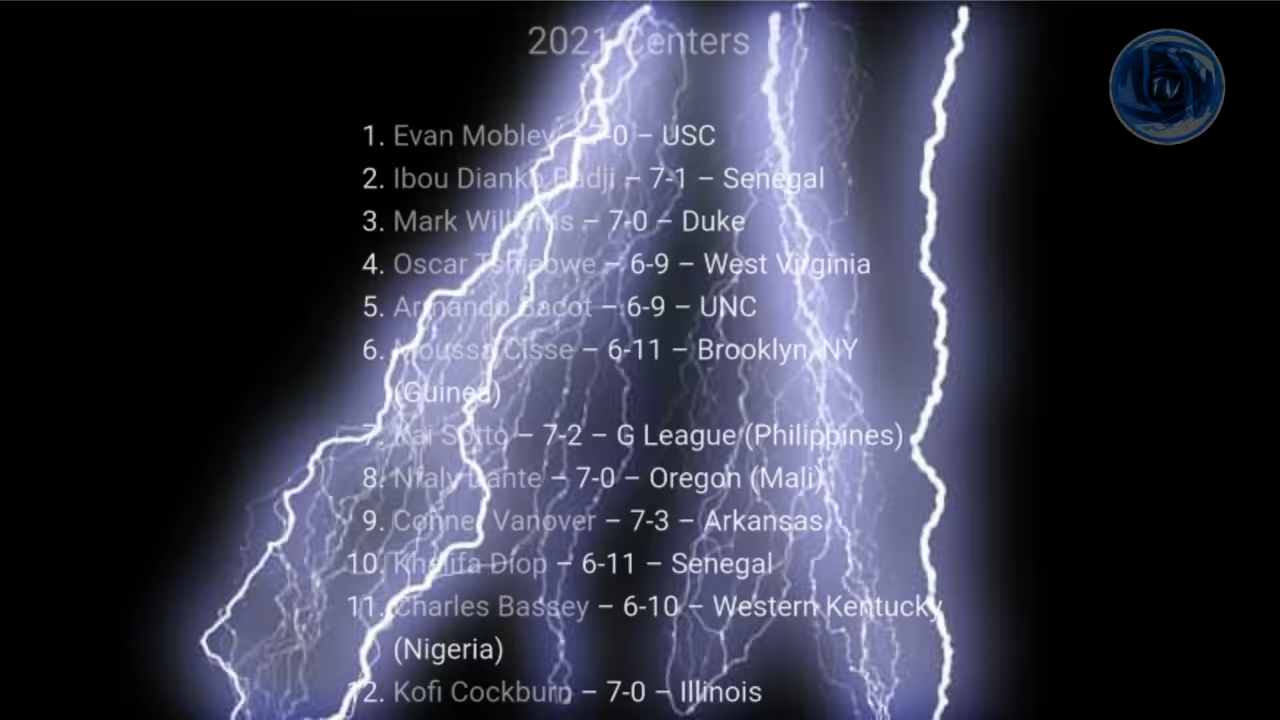 2021 Centers
1. Evan Mobley – 7-0 – USC
2. Ibou Dianko Badji – 7-1 – Senegal
3. Mark Williams – 7-0 – Duke
4. Oscar Tshiebwe – 6-9 – West Virginia
5. Armando Bacot – 6-9 – UNC
6. Moussa Cisse – 6-11 – Brooklyn, NY
(Guinea)
7. Kai Sotto – 7-2 – G League (Philippines)
8. Nfaly Dante – 7-0 – Oregon (Mali)
9. Connor Vanover – 7-3 – Arkansas
10. Khalifa Diop – 6-11 – Senegal
11. Charles Bassey – 6-10 – Western Kentucky
(Nigeria)
12. Kofi Cockburn – 7-0 – Illinois
TV